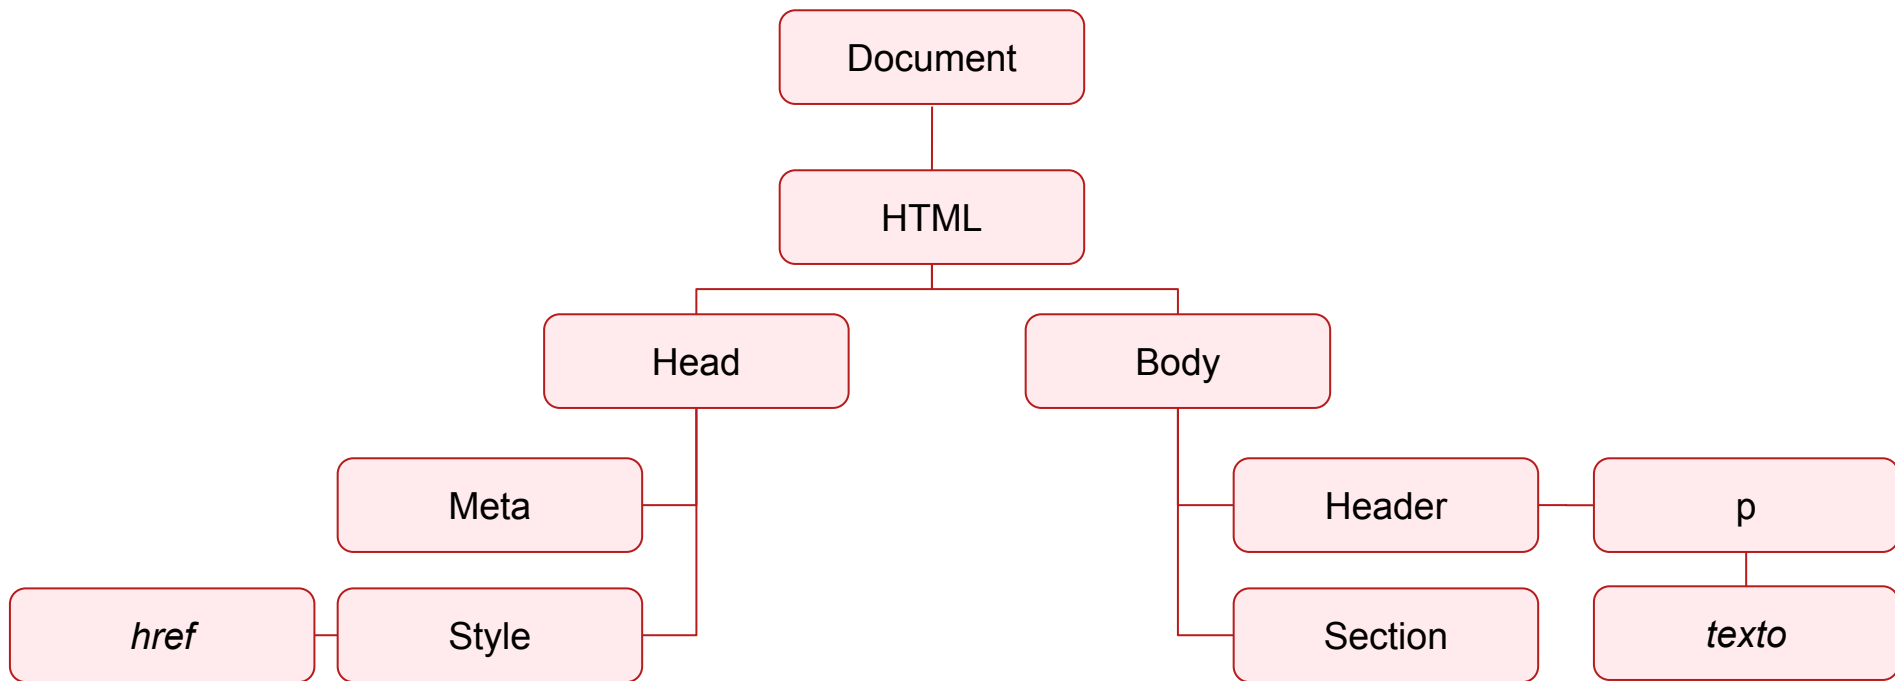 Document
HTML
Head
Body
Meta
Header
p
href
Style
Section
texto